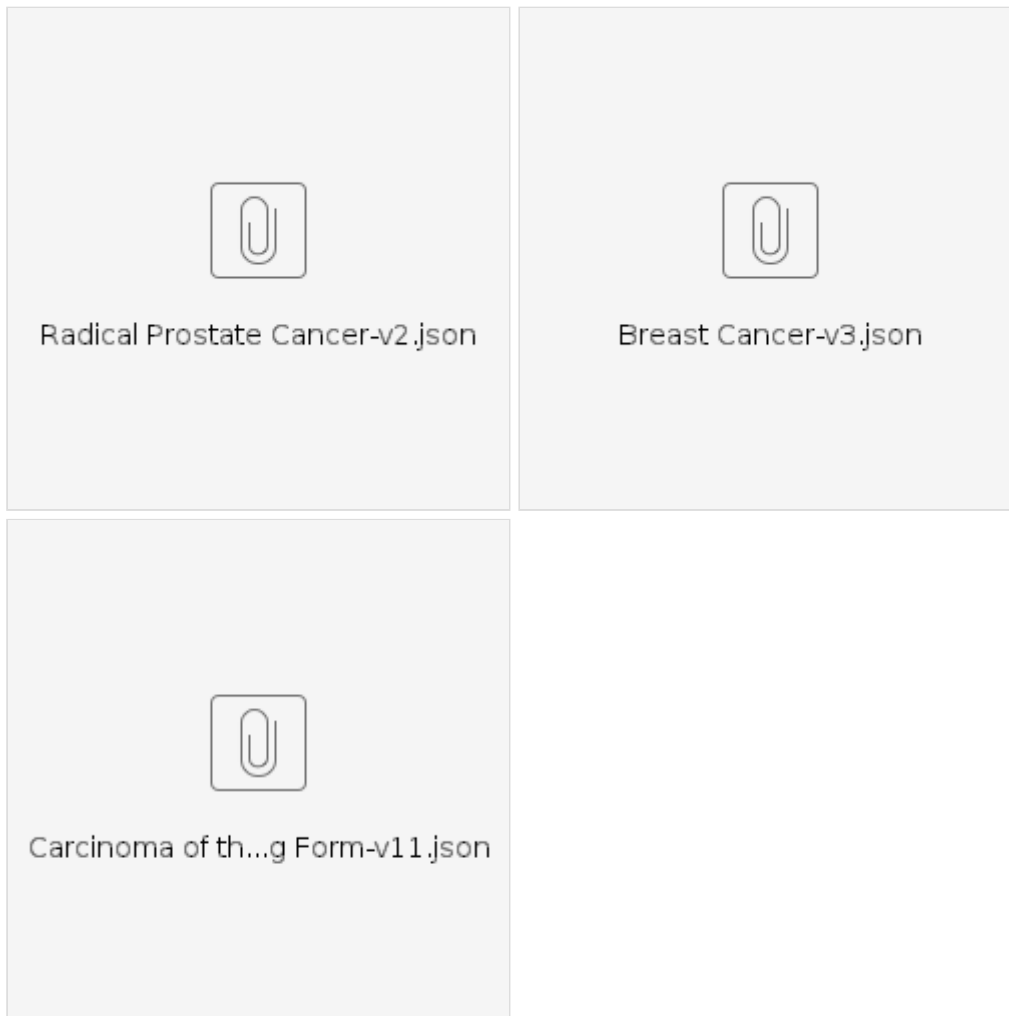 Radical Prostate Cancer-v2.json
Breast Cancer-v3.json
Carcinoma of th...g Form-v11.json